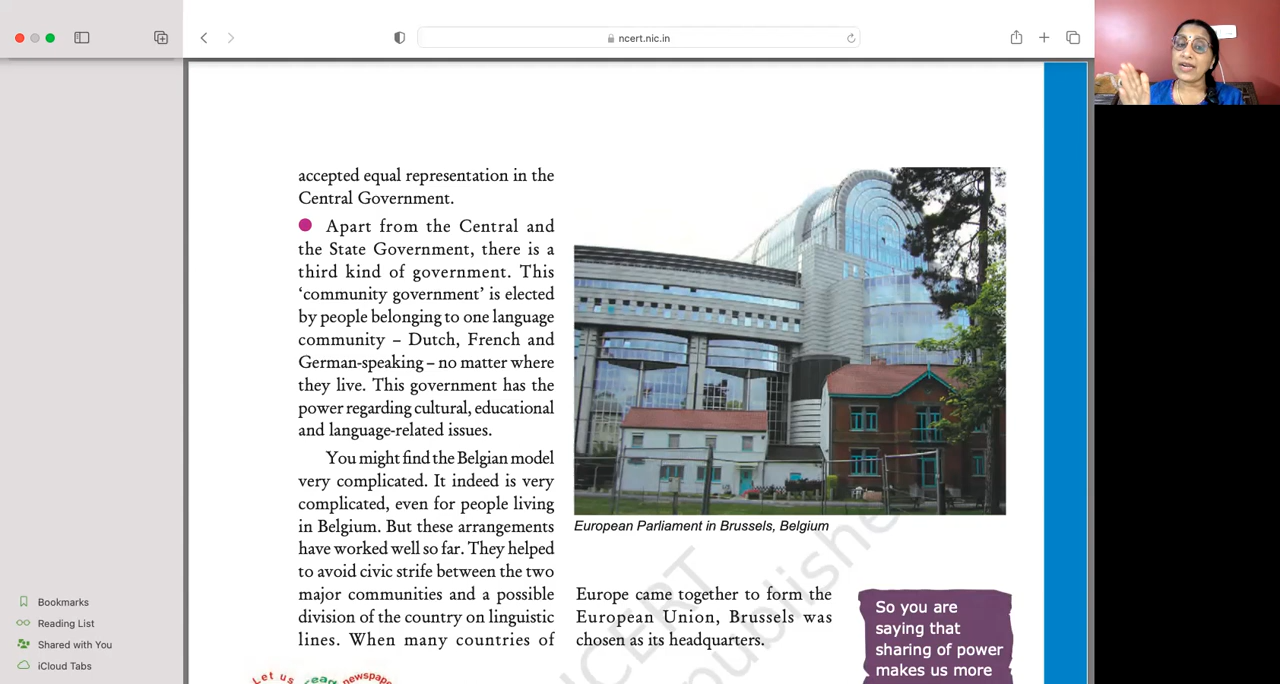 ncert.nic.in
accepted equal representation in the
Central Government.
Apart from the Central and
the State Government, there is a
third kind of government. This
‘community government’ is elected
by people belonging to one language
community – Dutch, French and
German-speaking – no matter where
they live. This government has the
power regarding cultural, educational
and language-related issues.
You might find the Belgian model
very complicated. It indeed is very
complicated, even for people living
in Belgium. But these arrangements
have worked well so far. They helped
to avoid civic strife between the two
major communities and a possible
division of the country on linguistic
lines. When many countries of
European Parliament in Brussels, Belgium
Europe came together to form the
European Union, Brussels was
chosen as its headquarters.
So you are
saying that
sharing of power
makes us more
Let us
newspape
NCERT
publishe
Bookmarks
Reading List
Shared with You
iCloud Tabs